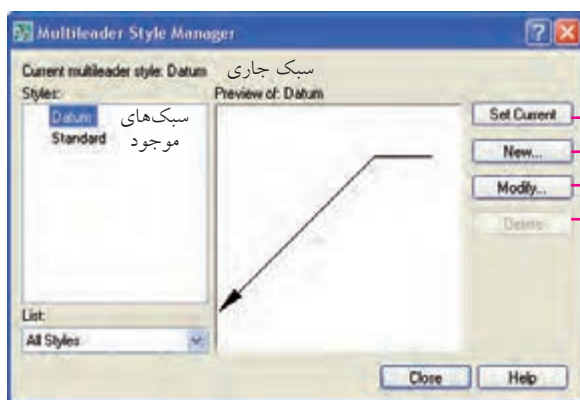 Multileader Style Manager
Current multileader style: Datum سبک جاری
Styles:
Preview of: Datum
Datum
Standard
سبک‌های
موجود
Set Current
New...
Modify...
Delete
List:
All Styles
Close
Help